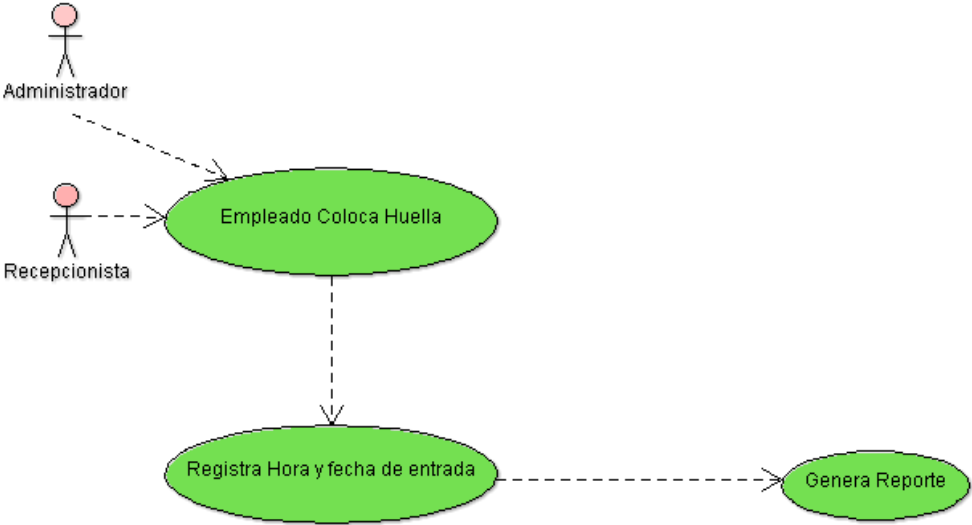 Administrador
Empleado Coloca Huella
Recepcionista
Registra Hora y fecha de entrada
Genera Reporte